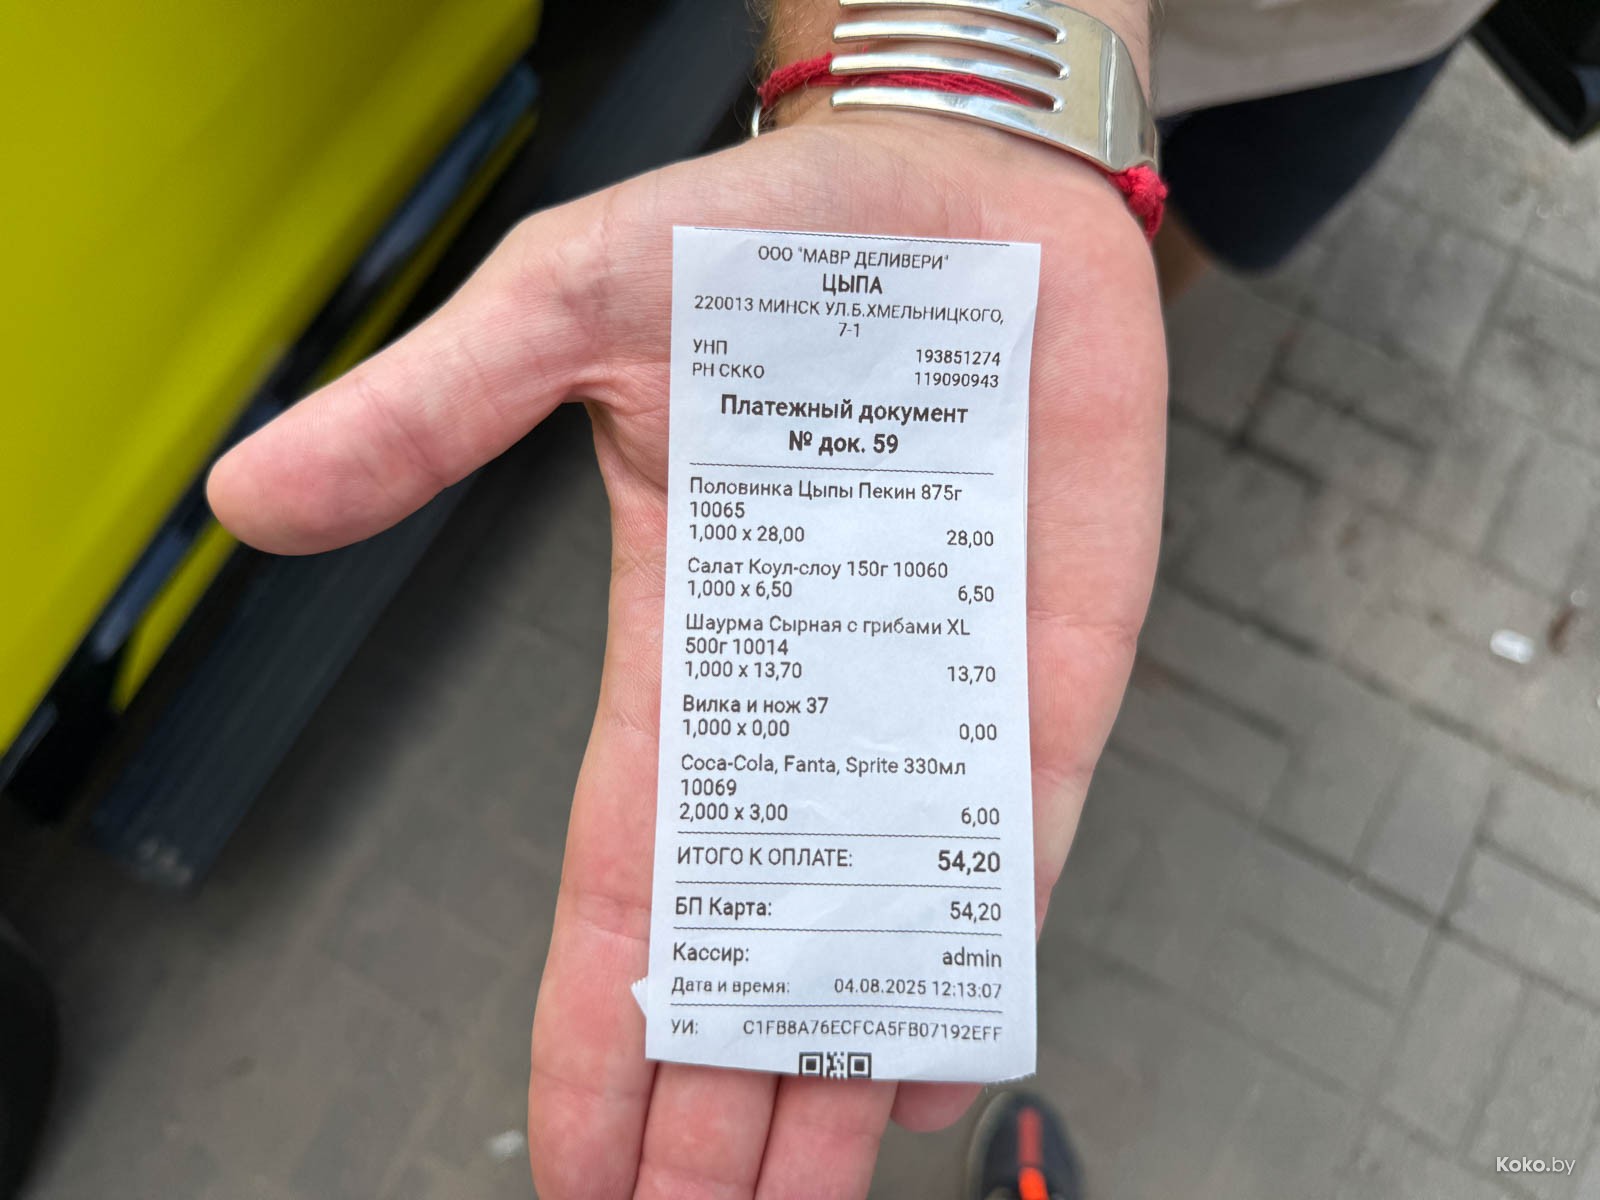 ООО "МАВР ДЕЛИВЕРИ"
ЦЫПА
220013 МИНСК УЛ.Б.ХМЕЛЬНИЦКОГО,
7-1
УНП 193851274
РН СККО 119090943
Платежный документ
№ док. 59
Половинка Цыпы Пекин 875г
10065
1,000 x 28,00 28,00
Салат Коул-слоу 150г 10060
1,000 x 6,50 6,50
Шаурма Сырная с грибами XL
500г 10014
1,000 x 13,70 13,70
Вилка и нож 37
1,000 x 0,00 0,00
Coca-Cola, Fanta, Sprite 330мл
10069
2,000 x 3,00 6,00
ИТОГО К ОПЛАТЕ: 54,20
БП Карта: 54,20
Кассир: admin
Дата и время: 04.08.2025 12:13:07
УИ: C1FB8A76ECFCA5FB07192EFF
Koko.by